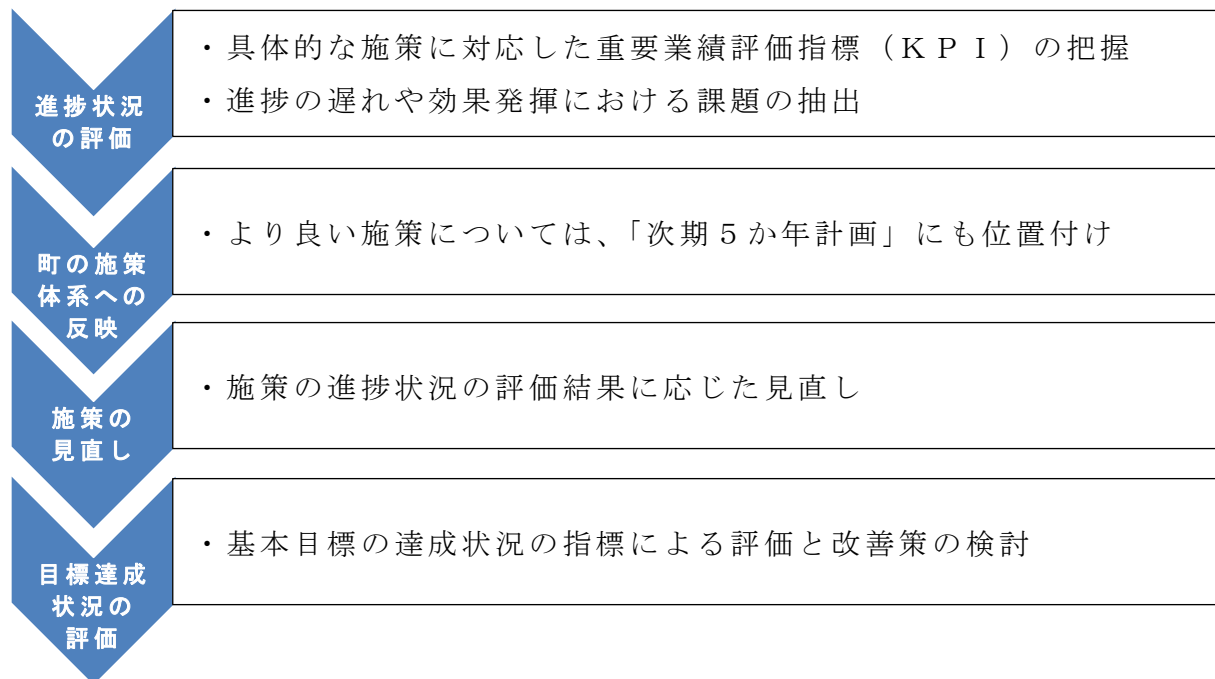 進捗状況
の評価
・具体的な施策に対応した重要業績評価指標（ＫＰＩ）の把握
・進捗の遅れや効果発揮における課題の抽出
町の施策
体系への
反映
・より良い施策については、「次期５か年計画」にも位置付け
施策の
見直し
・施策の進捗状況の評価結果に応じた見直し
目標達成
状況の
評価
・基本目標の達成状況の指標による評価と改善策の検討